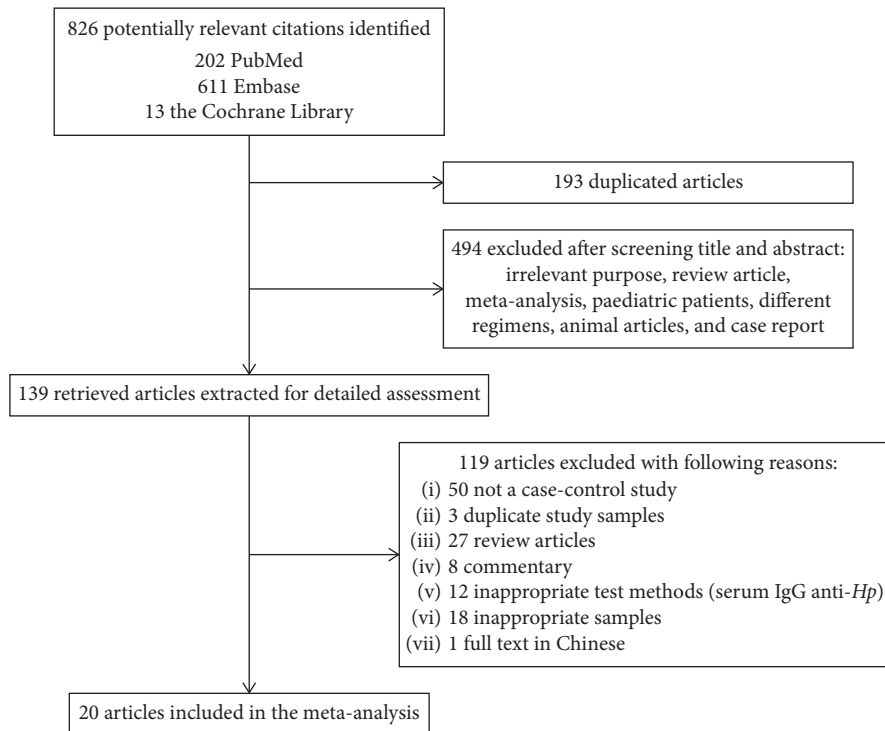 826 potentially relevant citations identified
202 PubMed
611 Embase
13 the Cochrane Library
193 duplicated articles
494 excluded after screening title and abstract:
irrelevant purpose, review article,
meta-analysis, paediatric patients, different
regimens, animal articles, and case report
139 retrieved articles extracted for detailed assessment
119 articles excluded with following reasons:
(i) 50 not a case-control study
(ii) 3 duplicate study samples
(iii) 27 review articles
(iv) 8 commentary
(v) 12 inappropriate test methods (serum IgG anti-Hp)
(vi) 18 inappropriate samples
(vii) 1 full text in Chinese
20 articles included in the meta-analysis